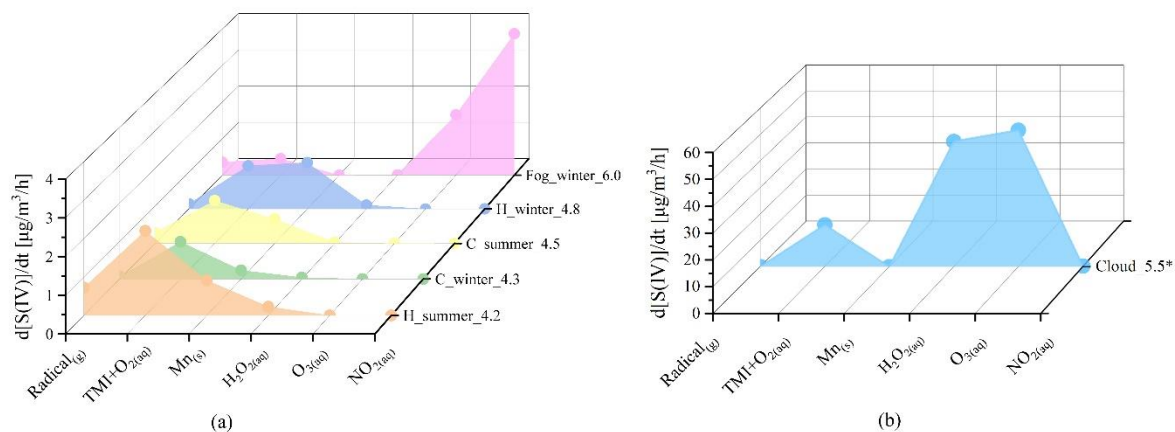 d[S(IV)]/dt [μg/m³/h]
4
3
2
1
0
Fog_winter_6.0
H_winter_4.8
C_summer_4.5
C_winter_4.3
H_summer_4.2
Radical(g)
TMI+O2(aq)
Mn(s)
H2O2(aq)
O3(aq)
NO2(aq)
(a)
d[S(IV)]/dt [μg/m³/h]
60
50
40
30
20
10
0
Cloud_5.5*
Radical(g)
TMI+O2(aq)
Mn(s)
H2O2(aq)
O3(aq)
NO2(aq)
(b)